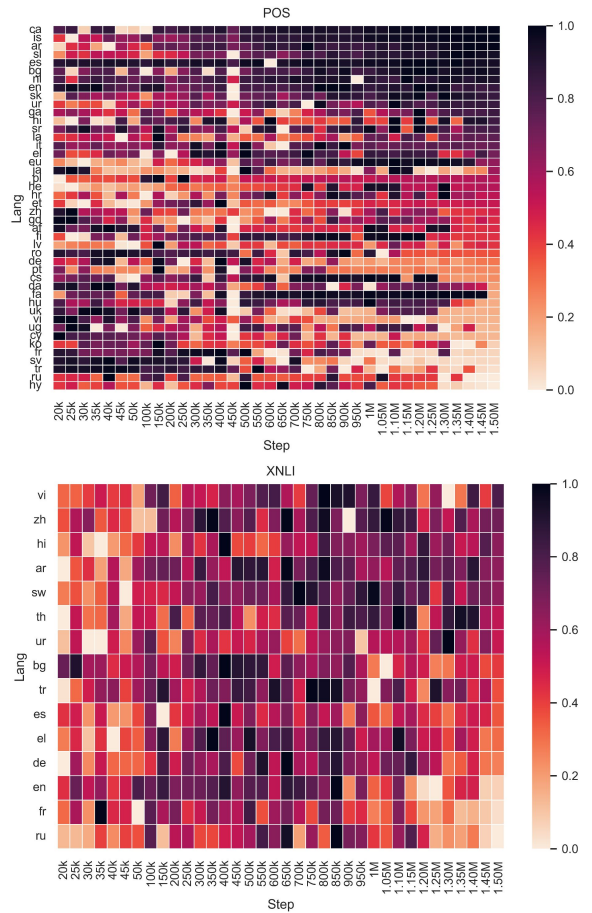 POS
ca
is
ar
sl
es
bg
nl
en
sk
ur
ga
hi
sr
la
it
el
eu
ja
pl
he
hr
et
zh
gd
af
fi
lv
ro
de
pt
cs
da
fa
hu
uk
vi
ug
cy
ko
fr
sv
tr
ru
hy
Lang
20k 25k 30k 35k 40k 45k 50k 100k 150k 200k 250k 300k 350k 400k 450k 500k 550k 600k 650k 700k 750k 800k 850k 900k 950k 1M 1.05M 1.10M 1.15M 1.20M 1.25M 1.30M 1.35M 1.40M 1.45M 1.50M
Step
1.0
0.8
0.6
0.4
0.2
0.0
XNLI
vi
zh
hi
ar
sw
th
ur
bg
tr
es
el
de
en
fr
ru
Lang
20k 25k 30k 35k 40k 45k 50k 100k 150k 200k 250k 300k 350k 400k 450k 500k 550k 600k 650k 700k 750k 800k 850k 900k 950k 1M 1.05M 1.10M 1.15M 1.20M 1.25M 1.30M 1.35M 1.40M 1.45M 1.50M
Step
1.0
0.8
0.6
0.4
0.2
0.0